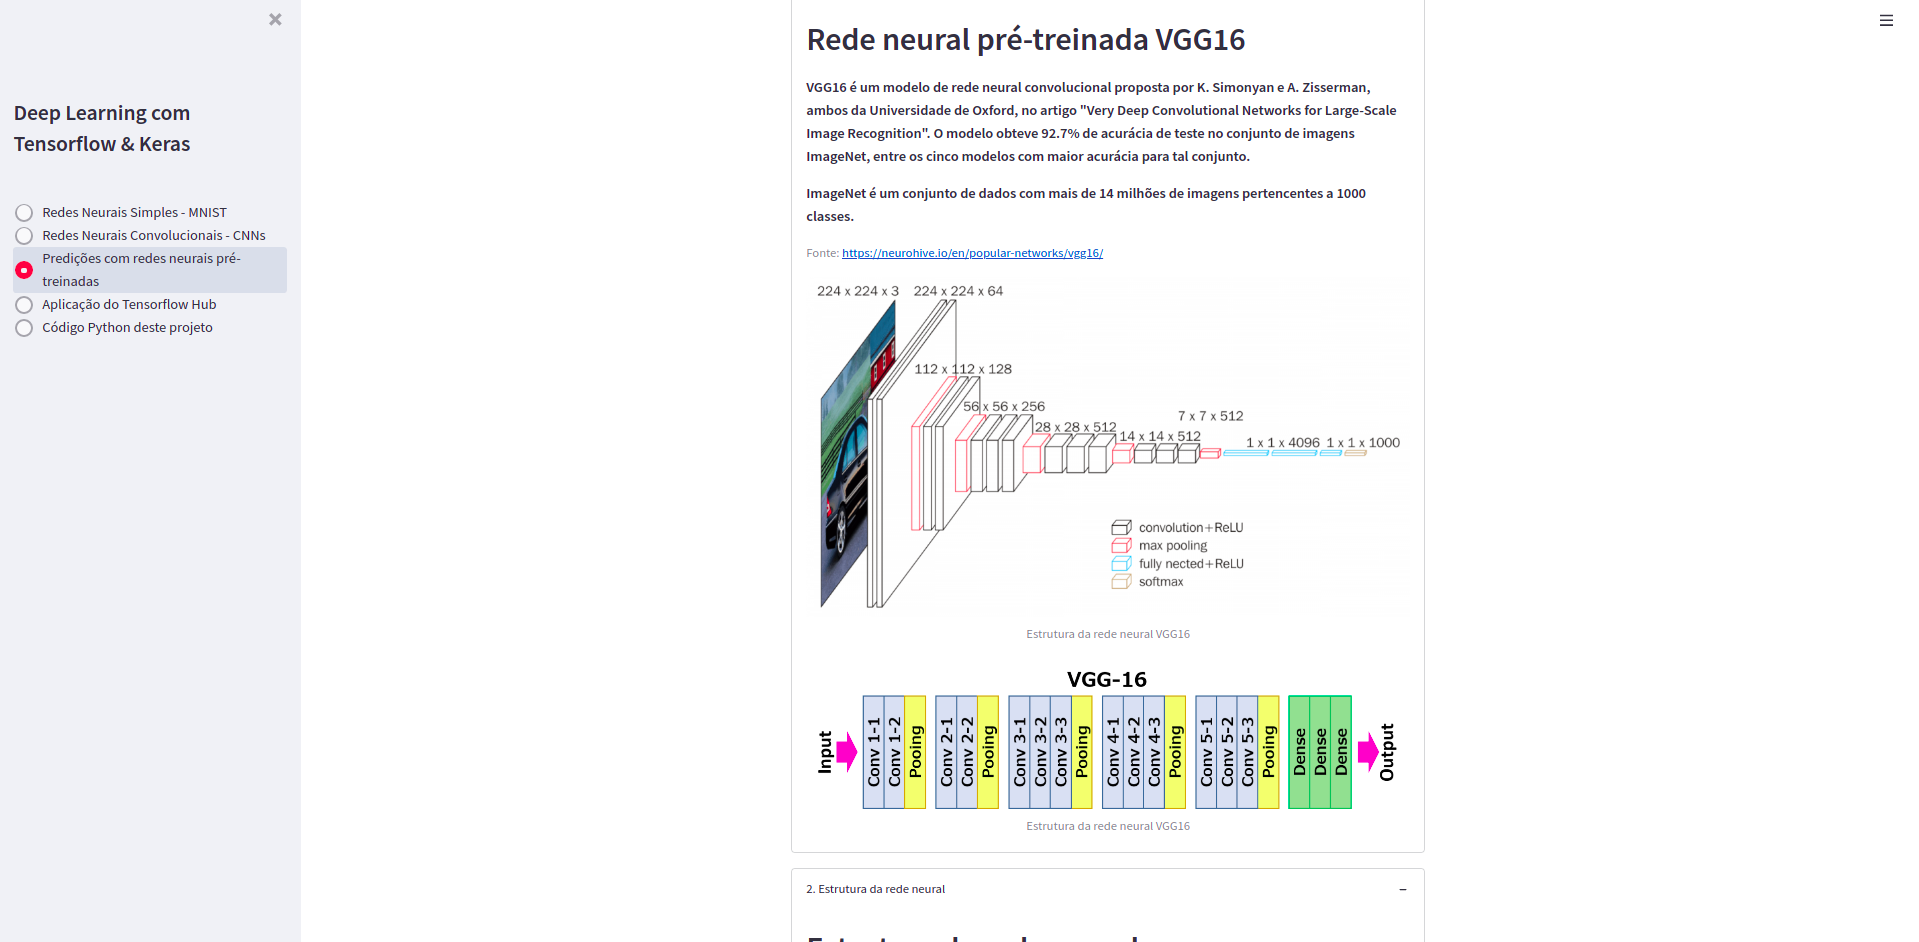 Deep Learning com
Tensorflow & Keras
Redes Neurais Simples - MNIST
Redes Neurais Convolucionais - CNNs
Predições com redes neurais pré-
treinadas
Aplicação do Tensorflow Hub
Código Python deste projeto
Rede neural pré-treinada VGG16
VGG16 é um modelo de rede neural convolucional proposta por K. Simonyan e A. Zisserman,
ambos da Universidade de Oxford, no artigo "Very Deep Convolutional Networks for Large-Scale
Image Recognition". O modelo obteve 92.7% de acurácia de teste no conjunto de imagens
ImageNet, entre os cinco modelos com maior acurácia para tal conjunto.
ImageNet é um conjunto de dados com mais de 14 milhões de imagens pertencentes a 1000
classes.
Fonte: https://neurohive.io/en/popular-networks/vgg16/
224 x 224 x 3 224 x 224 x 64
112 x 112 x 128
56 x 56 x 256
28 x 28 x 512
14 x 14 x 512
7 x 7 x 512
1 x 1 x 4096 1 x 1 x 1000
convolution+ReLU
max pooling
fully nected+ReLU
softmax
Estrutura da rede neural VGG16
VGG-16
Input
Conv 1-1
Conv 1-2
Pooing
Conv 2-1
Conv 2-2
Pooing
Conv 3-1
Conv 3-2
Conv 3-3
Pooing
Conv 4-1
Conv 4-2
Conv 4-3
Pooing
Conv 5-1
Conv 5-2
Conv 5-3
Pooing
Dense
Dense
Dense
Output
Estrutura da rede neural VGG16
2. Estrutura da rede neural